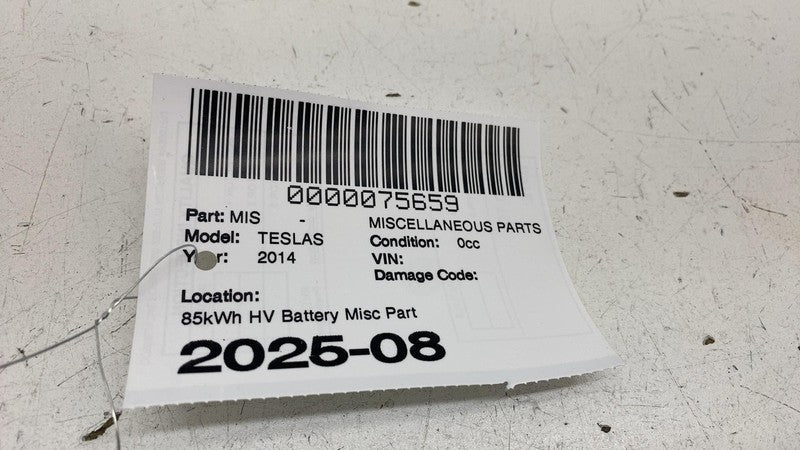 0000075659
Part: MIS - MISCELLANEOUS PARTS
Model: TESLAS Condition: 0cc
Year: 2014 VIN:
Damage Code:
Location:
85kWh HV Battery Misc Part
2025-08